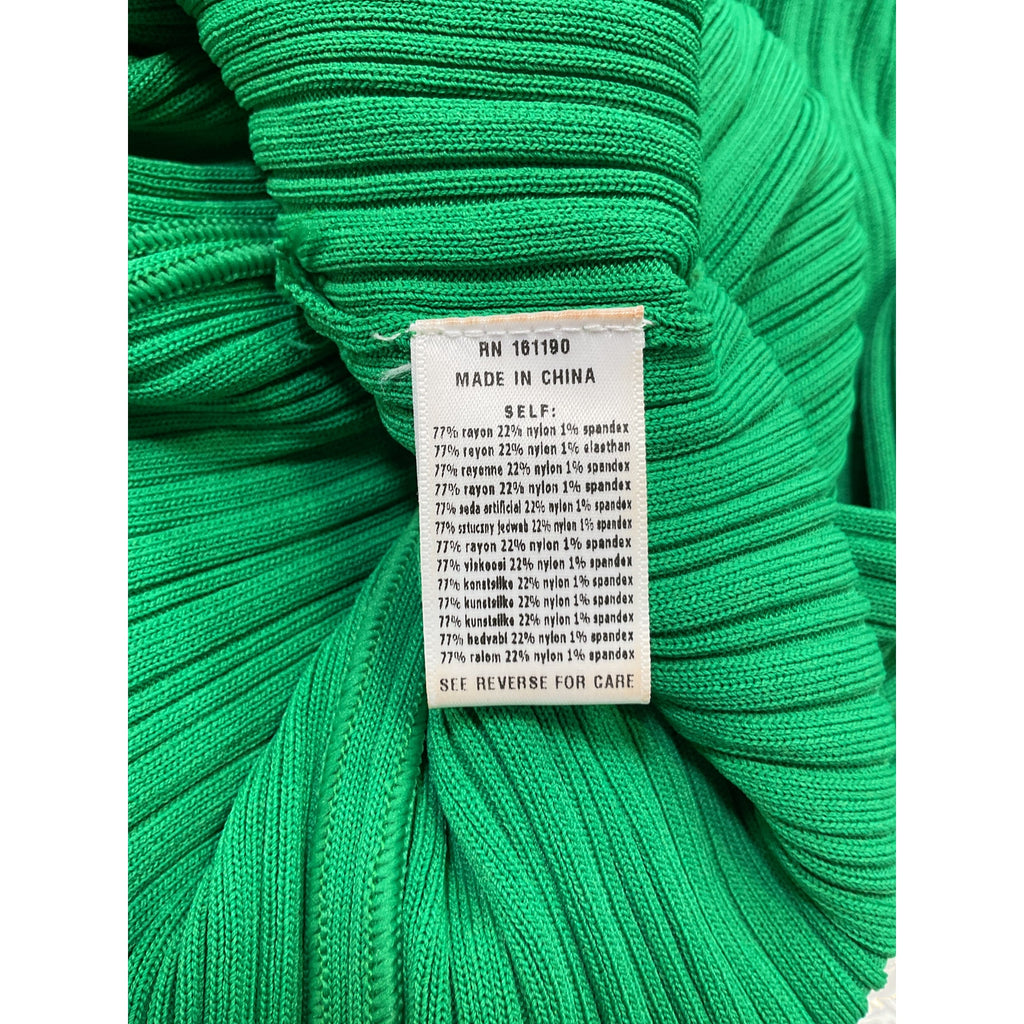 RN 161190
MADE IN CHINA
SELF:
77% rayon 22% nylon 1% spandex
77% reyon 22% nylon 1% elasthan
77% rayonne 22% nylon 1% spandex
77% rayon 22% nylon 1% spandex
77% seda artificial 22% nylon 1% spandex
77% sztuczny jedwab 22% nylon 1% spandex
77% rayon 22% nylon 1% spandex
77% viskoosi 22% nylon 1% spandex
77% konstsilke 22% nylon 1% spandex
77% kunstsilke 22% nylon 1% spandex
77% kunstsilke 22% nylon 1% spandex
77% hedvabí 22% nylon 1% spandex
77% raiom 22% nylon 1% spandex
SEE REVERSE FOR CARE